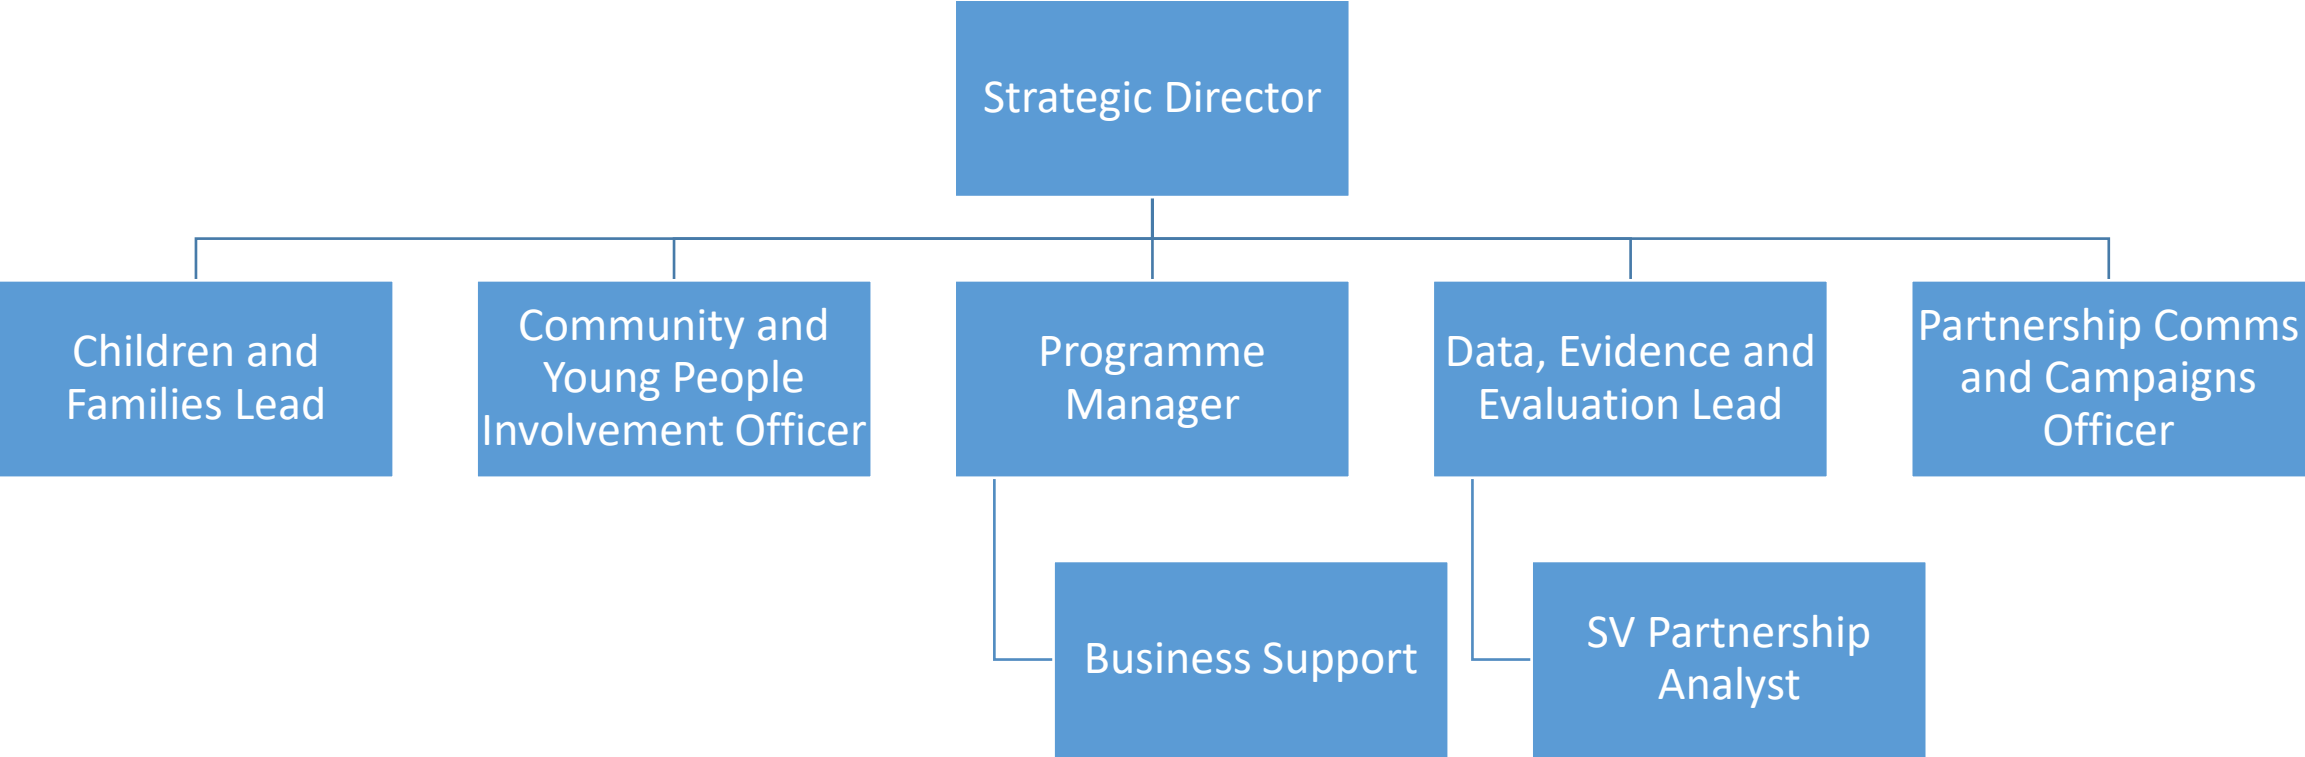 Strategic Director
Children and
Families Lead
Community and
Young People
Involvement Officer
Programme
Manager
Data, Evidence and
Evaluation Lead
Partnership Comms
and Campaigns
Officer
Business Support
SV Partnership
Analyst